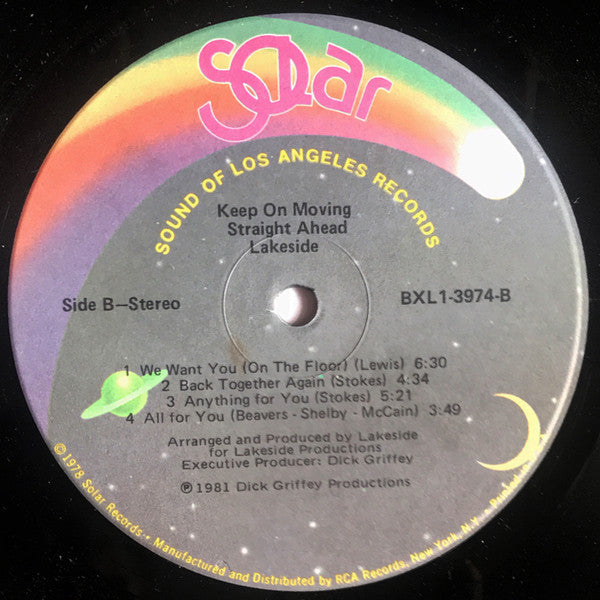 Solar
SOUND OF LOS ANGELES RECORDS
Keep On Moving
Straight Ahead
Lakeside
Side B—Stereo
BXL1-3974-B
1 We Want You (On The Floor) (Lewis) 6:30
2 Back Together Again (Stokes) 4:34
3 Anything for You (Stokes) 5:21
4 All for You (Beavers - Shelby - McCain) 3:49
Arranged and Produced by Lakeside
for Lakeside Productions
Executive Producer: Dick Griffey
℗ 1981 Dick Griffey Productions
© 1978 Solar Records • Manufactured and Distributed by RCA Records, New York, N.Y. •